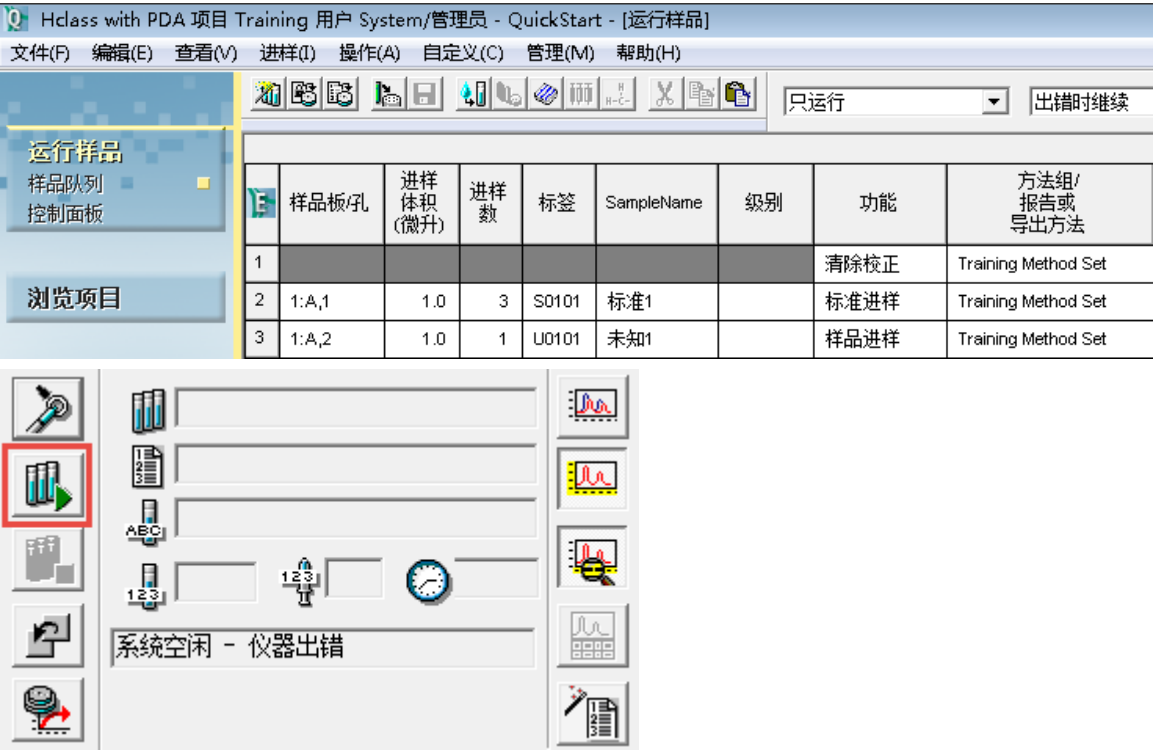 Hclass with PDA 项目 Training 用户 System/管理员 - QuickStart - [运行样品]
文件(F) 编辑(E) 查看(V) 进样(I) 操作(A) 自定义(C) 管理(M) 帮助(H)
只运行 出错时继续
运行样品
样品队列
控制面板
浏览项目
样品板/孔 进样体积(微升) 进样数 标签 SampleName 级别 功能 方法组/报告或导出方法
1 清除校正 Training Method Set
2 1:A,1 1.0 3 S0101 标准1 标准进样 Training Method Set
3 1:A,2 1.0 1 U0101 未知1 样品进样 Training Method Set
123
ABC
123 123
系统空闲 - 仪器出错
123